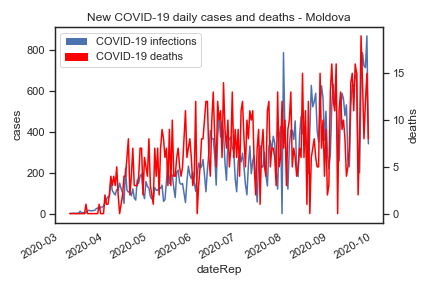 New COVID-19 daily cases and deaths - Moldova
COVID-19 infections
COVID-19 deaths
cases
800
600
400
200
0
deaths
15
10
5
0
2020-03
2020-04
2020-05
2020-06
2020-07
2020-08
2020-09
2020-10
dateRep